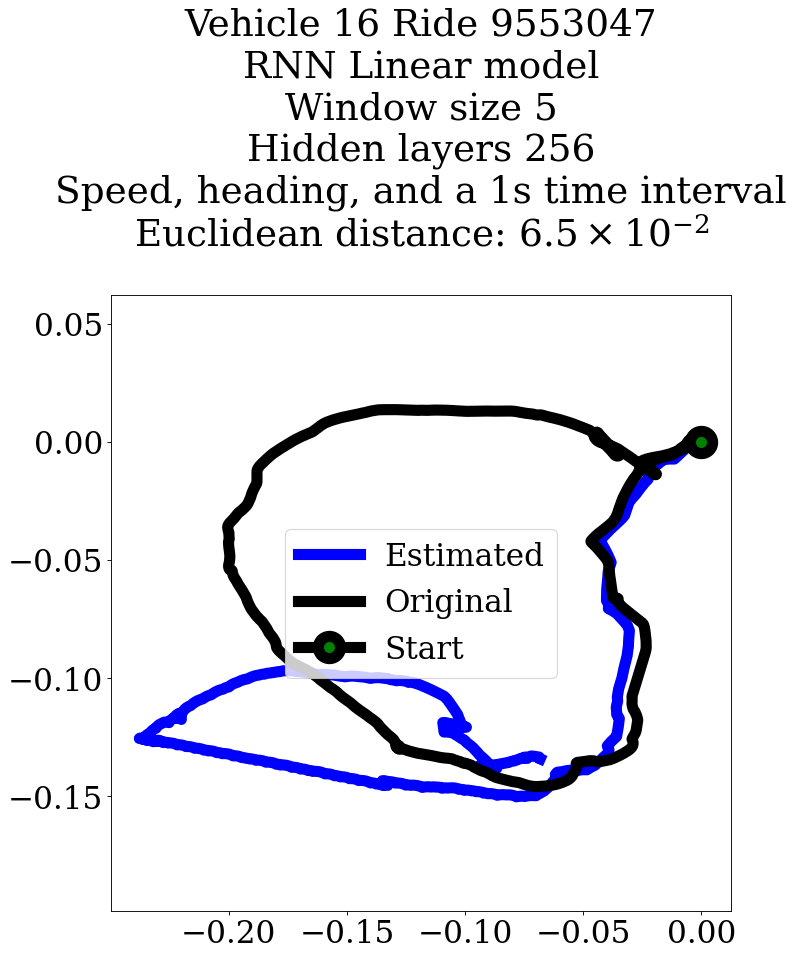 Vehicle 16 Ride 9553047
RNN Linear model
Window size 5
Hidden layers 256
Speed, heading, and a 1s time interval
Euclidean distance: 6.5 × 10⁻²
0.05
0.00
−0.05
−0.10
−0.15
Estimated
Original
Start
−0.20 −0.15 −0.10 −0.05 0.00